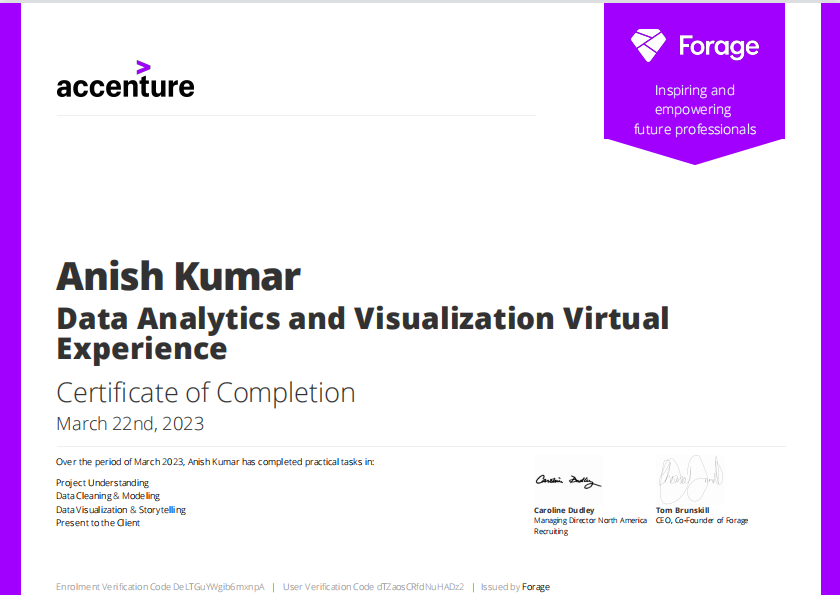 accenture
Forage
Inspiring and
empowering
future professionals
Anish Kumar
Data Analytics and Visualization Virtual
Experience
Certificate of Completion
March 22nd, 2023
Over the period of March 2023, Anish Kumar has completed practical tasks in:
Project Understanding
Data Cleaning & Modeling
Data Visualization & Storytelling
Present to the Client
Caroline Dudley
Managing Director North America
Recruiting
Tom Brunskill
CEO, Co-Founder of Forage
Enrolment Verification Code DeLTGuYWgib6mxnpA | User Verification Code dTZaosCRfdNuHADz2 | Issued by Forage